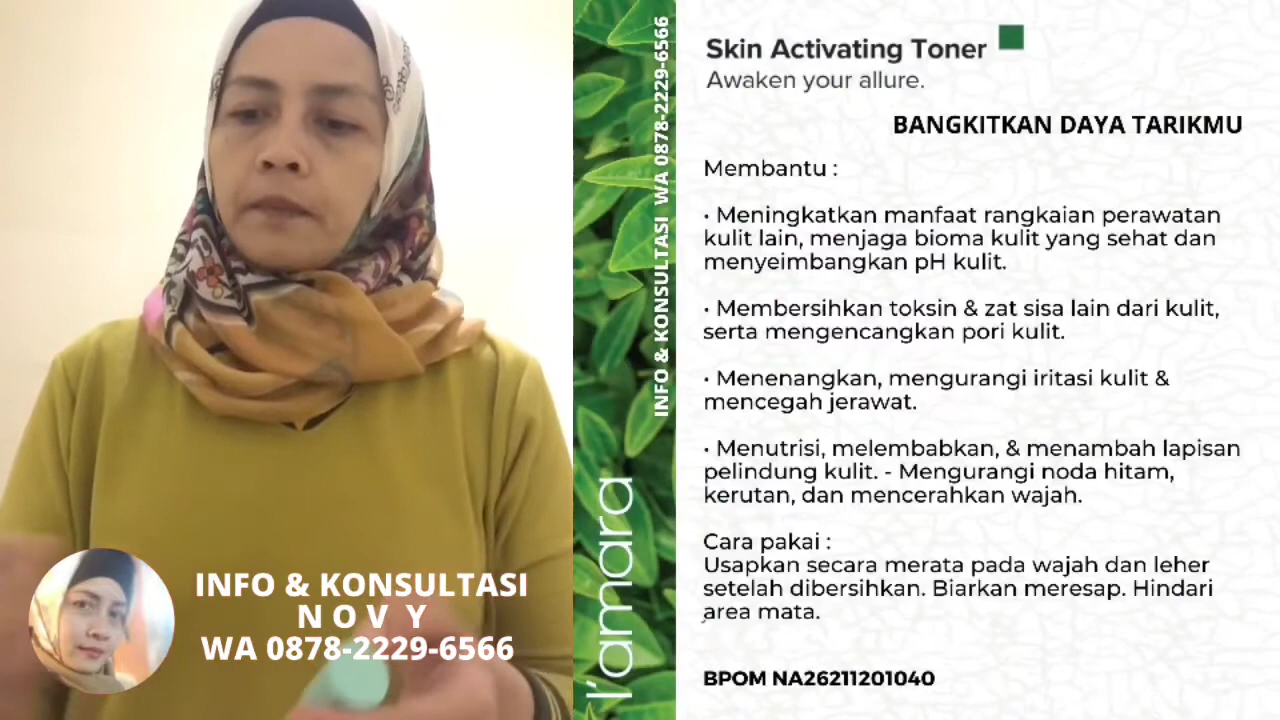 INFO & KONSULTASI
N O V Y
WA 0878-2229-6566
INFO & KONSULTASI WA 0878-2229-6566
l'amara
Skin Activating Toner
Awaken your allure.
BANGKITKAN DAYA TARIKMU
Membantu :
• Meningkatkan manfaat rangkaian perawatan
kulit lain, menjaga bioma kulit yang sehat dan
menyeimbangkan pH kulit.
• Membersihkan toksin & zat sisa lain dari kulit,
serta mengencangkan pori kulit.
• Menenangkan, mengurangi iritasi kulit &
mencegah jerawat.
• Menutrisi, melembabkan, & menambah lapisan
pelindung kulit. - Mengurangi noda hitam,
kerutan, dan mencerahkan wajah.
Cara pakai :
Usapkan secara merata pada wajah dan leher
setelah dibersihkan. Biarkan meresap. Hindari
area mata.
BPOM NA26211201040